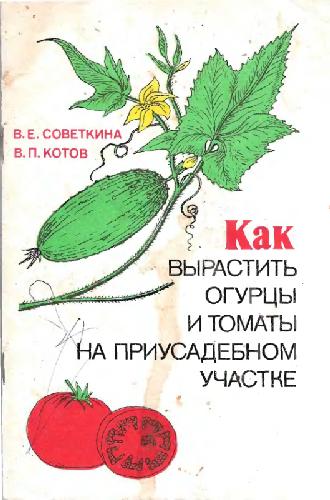 В. Е. СОВЕТКИНА
В. П. КОТОВ
Как
ВЫРАСТИТЬ
ОГУРЦЫ
И ТОМАТЫ
НА ПРИУСАДЕБНОМ
УЧАСТКЕ